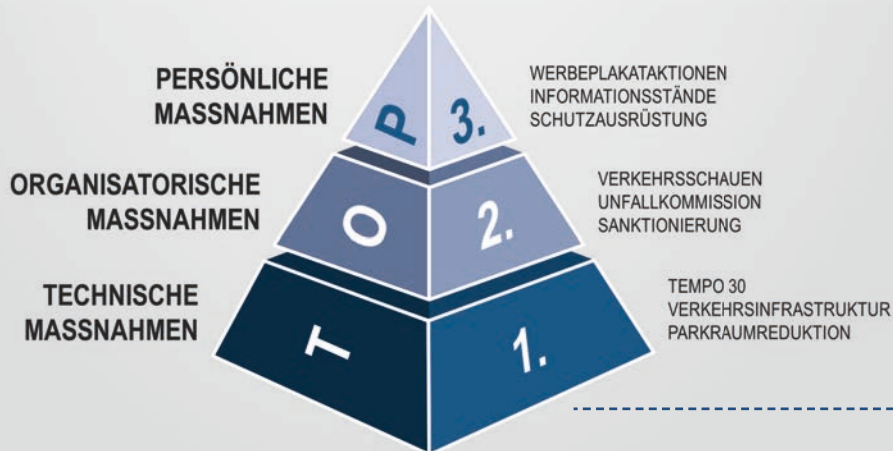 PERSÖNLICHE
MASSNAHMEN
P
3.
WERBEPLAKATAKTIONEN
INFORMATIONSSTÄNDE
SCHUTZAUSRÜSTUNG
ORGANISATORISCHE
MASSNAHMEN
O
2.
VERKEHRSSCHAUEN
UNFALLKOMMISSION
SANKTIONIERUNG
TECHNISCHE
MASSNAHMEN
T
1.
TEMPO 30
VERKEHRSINFRASTRUKTUR
PARKRAUMREDUKTION